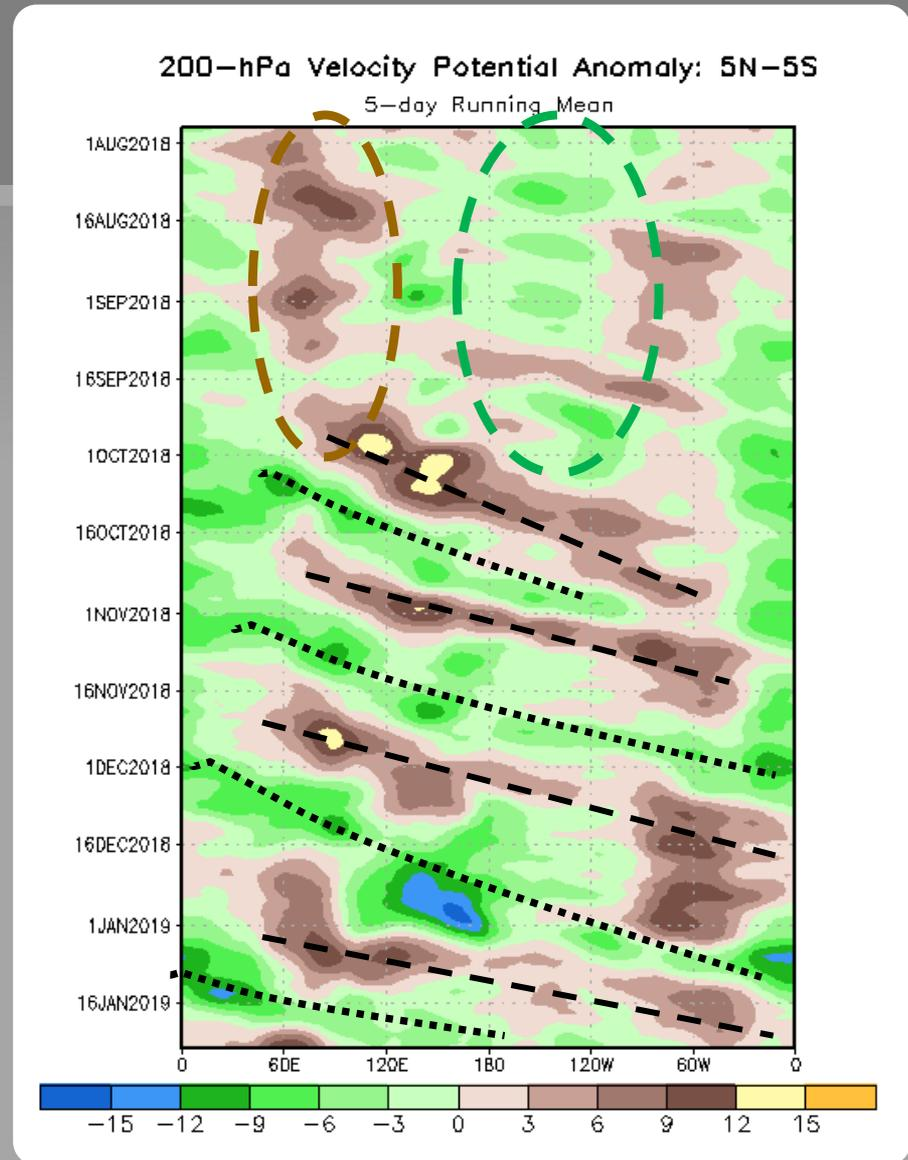 200-hPa Velocity Potential Anomaly: 5N-5S
5-day Running Mean
1AUG2018
16AUG2018
1SEP2018
16SEP2018
1OCT2018
16OCT2018
1NOV2018
16NOV2018
1DEC2018
16DEC2018
1JAN2019
16JAN2019
0 60E 120E 180 120W 60W 0
-15 -12 -9 -6 -3 0 3 6 9 12 15